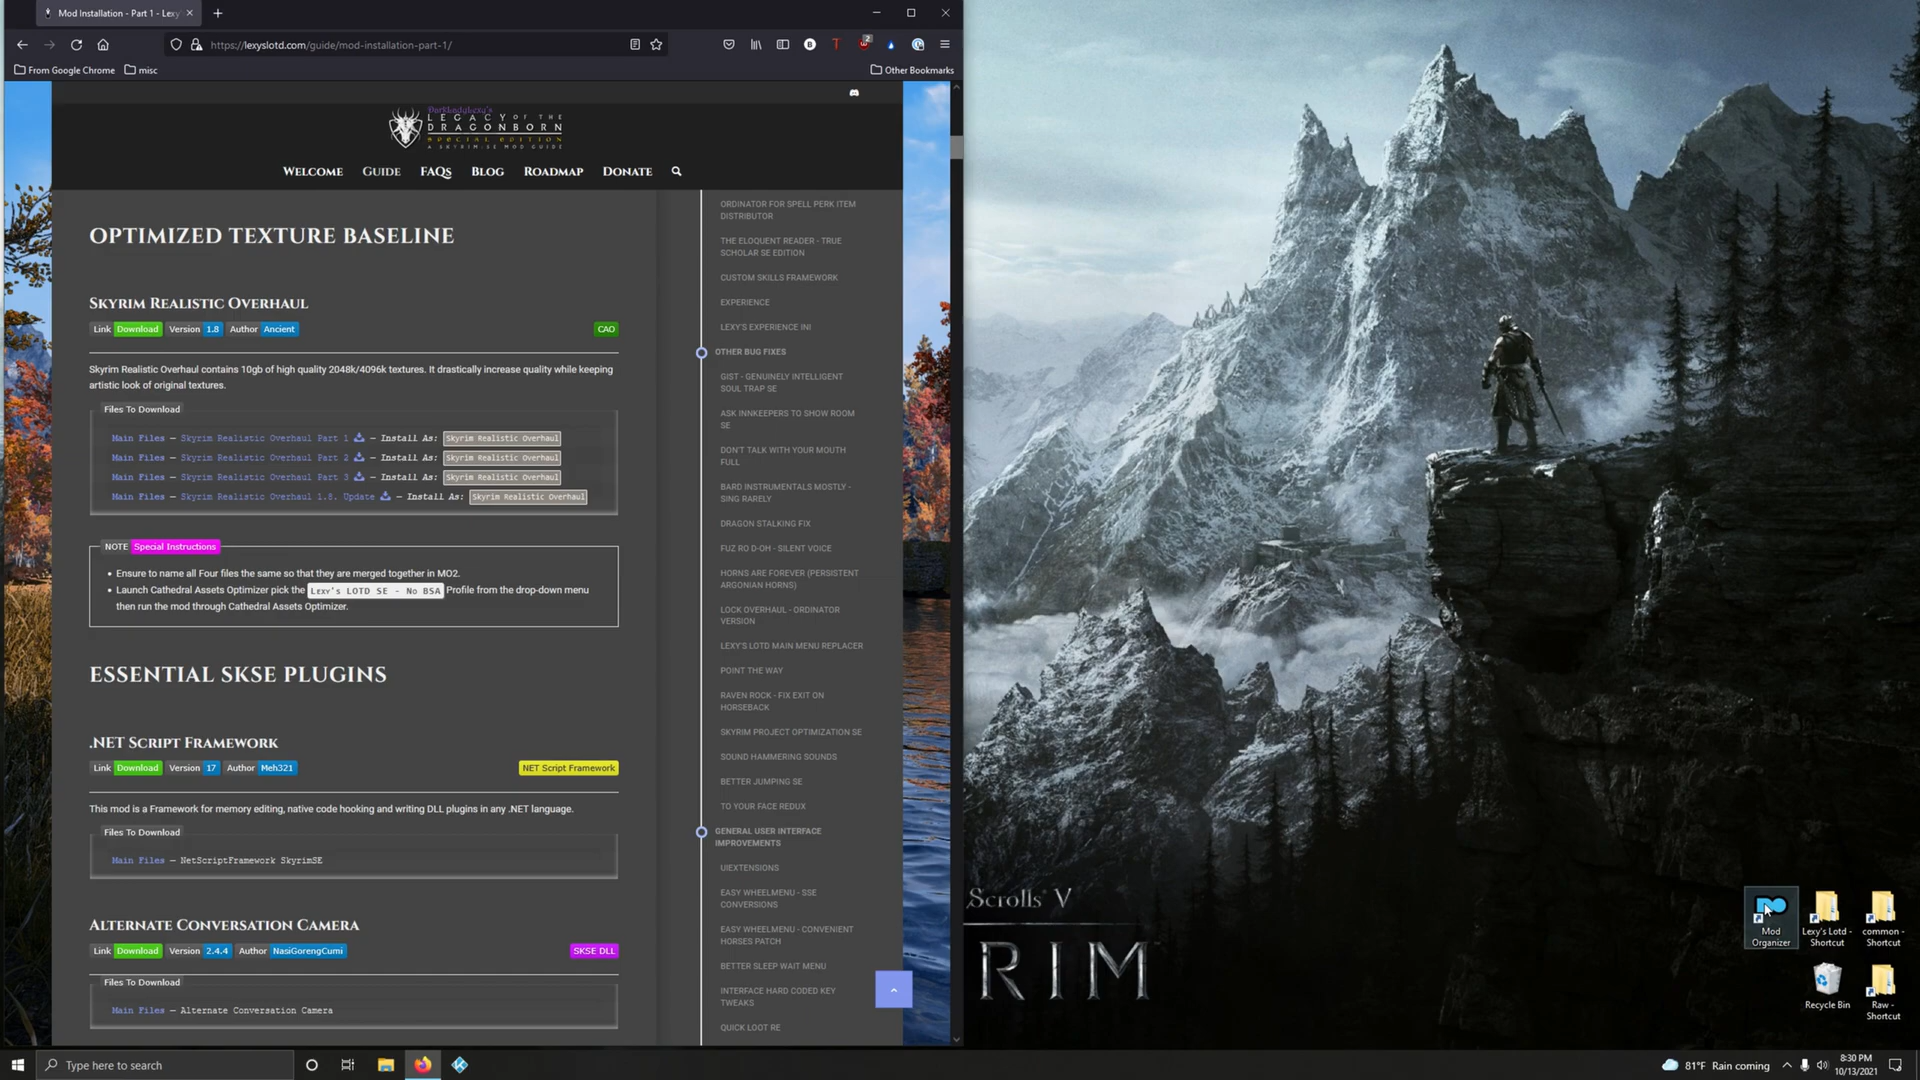 Mod Installation - Part 1 - Lexy'
https://lexyslotd.com/guide/mod-installation-part-1/
2
From Google Chrome
misc
Other Bookmarks
DarkLadyLexy's
LEGACY OF THE
DRAGONBORN
SPECIAL EDITION
A SKYRIM-SE MOD GUIDE
WELCOME
GUIDE
FAQS
BLOG
ROADMAP
DONATE
OPTIMIZED TEXTURE BASELINE
SKYRIM REALISTIC OVERHAUL
Link Download Version 1.8 Author Ancient
CAO
Skyrim Realistic Overhaul contains 10gb of high quality 2048k/4096k textures. It drastically increase quality while keeping
artistic look of original textures.
Files To Download
Main Files – Skyrim Realistic Overhaul Part 1 – Install As: Skyrim Realistic Overhaul
Main Files – Skyrim Realistic Overhaul Part 2 – Install As: Skyrim Realistic Overhaul
Main Files – Skyrim Realistic Overhaul Part 3 – Install As: Skyrim Realistic Overhaul
Main Files – Skyrim Realistic Overhaul 1.8. Update – Install As: Skyrim Realistic Overhaul
NOTE Special Instructions
• Ensure to name all Four files the same so that they are merged together in MO2.
• Launch Cathedral Assets Optimizer pick the LEXY'S LOTD SE - NO BSA Profile from the drop-down menu
then run the mod through Cathedral Assets Optimizer.
ESSENTIAL SKSE PLUGINS
.NET SCRIPT FRAMEWORK
Link Download Version 17 Author Meh321
NET Script Framework
This mod is a Framework for memory editing, native code hooking and writing DLL plugins in any .NET language.
Files To Download
Main Files – NetScriptFramework SkyrimSE
ALTERNATE CONVERSATION CAMERA
Link Download Version 2.4.4 Author NasiGorengCumi
SKSE DLL
Files To Download
Main Files – Alternate Conversation Camera
ORDINATOR FOR SPELL PERK ITEM
DISTRIBUTOR
THE ELOQUENT READER - TRUE
SCHOLAR SE EDITION
CUSTOM SKILLS FRAMEWORK
EXPERIENCE
LEXY'S EXPERIENCE INI
OTHER BUG FIXES
GIST - GENUINELY INTELLIGENT
SOUL TRAP SE
ASK INNKEEPERS TO SHOW ROOM
SE
DON'T TALK WITH YOUR MOUTH
FULL
BARD INSTRUMENTALS MOSTLY -
SING RARELY
DRAGON STALKING FIX
FUZ RO D-OH - SILENT VOICE
HORNS ARE FOREVER (PERSISTENT
ARGONIAN HORNS)
LOCK OVERHAUL - ORDINATOR
VERSION
LEXY'S LOTD MAIN MENU REPLACER
POINT THE WAY
RAVEN ROCK - FIX EXIT ON
HORSEBACK
SKYRIM PROJECT OPTIMIZATION SE
SOUND HAMMERING SOUNDS
BETTER JUMPING SE
TO YOUR FACE REDUX
GENERAL USER INTERFACE
IMPROVEMENTS
UIEXTENSIONS
EASY WHEELMENU - SSE
CONVERSIONS
EASY WHEELMENU - CONVENIENT
HORSES PATCH
BETTER SLEEP WAIT MENU
INTERFACE HARD CODED KEY
TWEAKS
QUICK LOOT RE
Scrolls V
RIM
Mod
Organizer
Lexy's Lotd -
Shortcut
common -
Shortcut
Recycle Bin
Raw -
Shortcut
Type here to search
81°F Rain coming
8:30 PM
10/13/2021